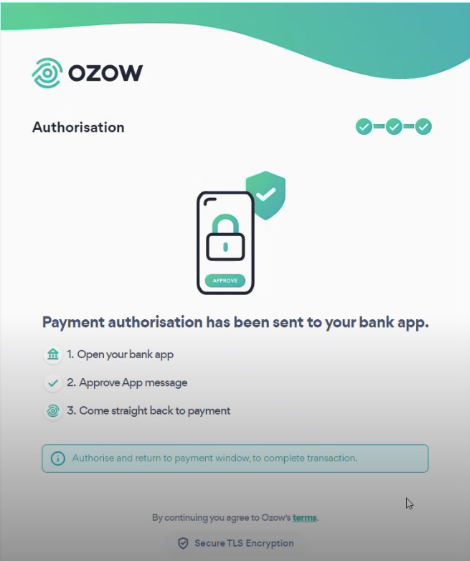 OZOW
Authorisation
APPROVE
Payment authorisation has been sent to your bank app.
1. Open your bank app
2. Approve App message
3. Come straight back to payment
Authorise and return to payment window, to complete transaction.
By continuing you agree to Ozow's terms.
Secure TLS Encryption